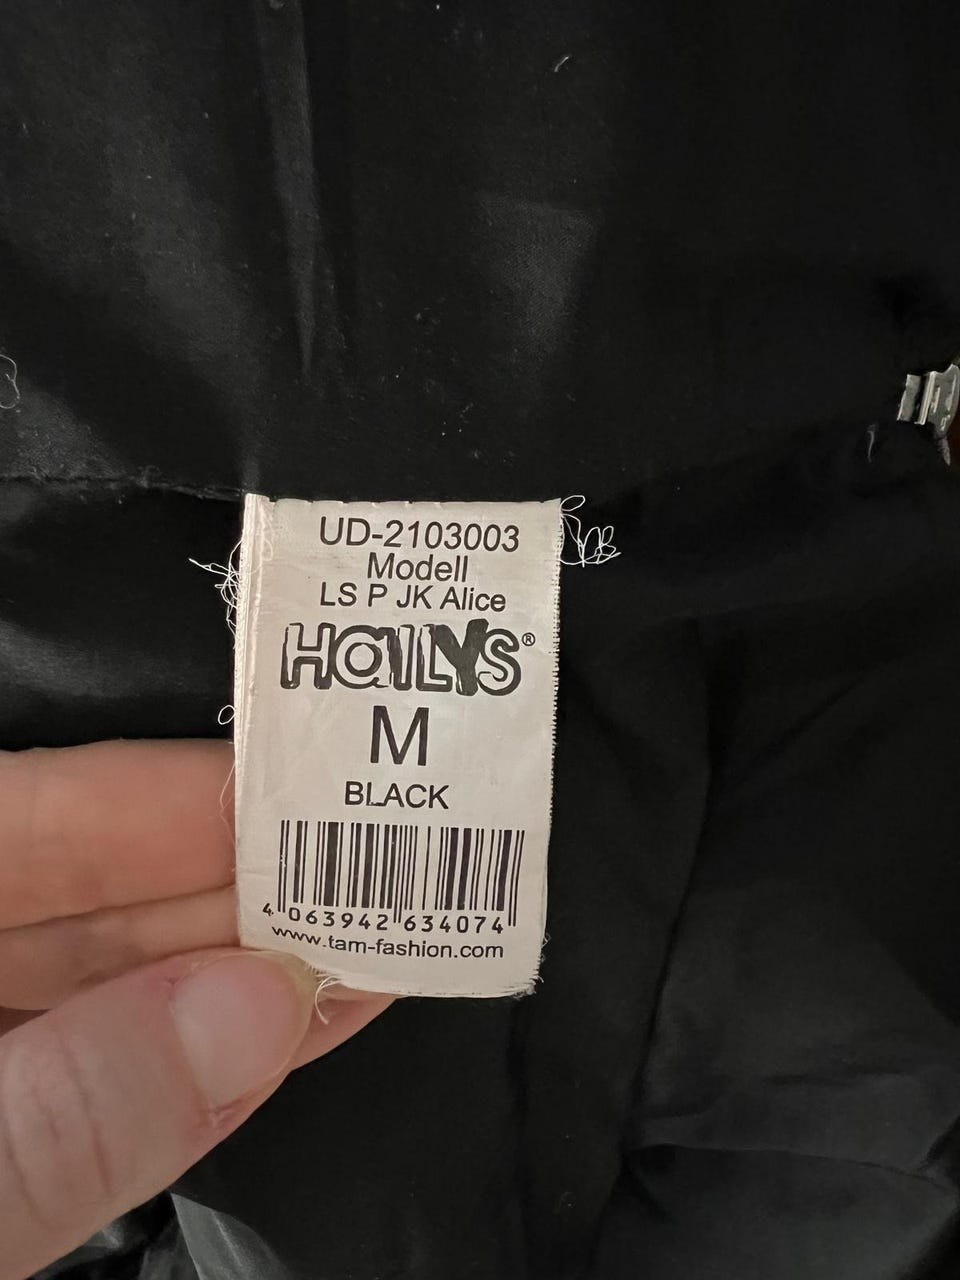 UD-2103003
Modell
LS P JK Alice
HAILYS®
M
BLACK
4 063942 634074
www.tam-fashion.com